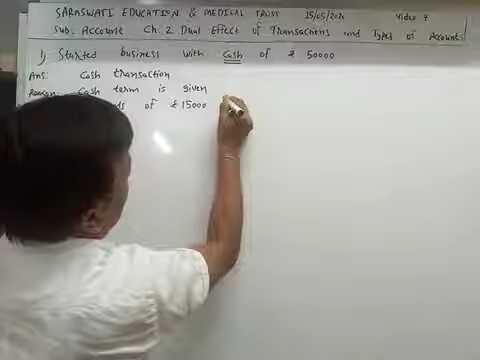 SARASWATI EDUCATION & MEDICAL TRUST 15/05/2021 Video 7
Sub. Account Ch. 2 Dual Effect of Transactions and Types of Accounts
1) Started business with Cash of ₹ 50000
Ans: Cash transaction
Reason: Cash term is given
of ₹ 15000